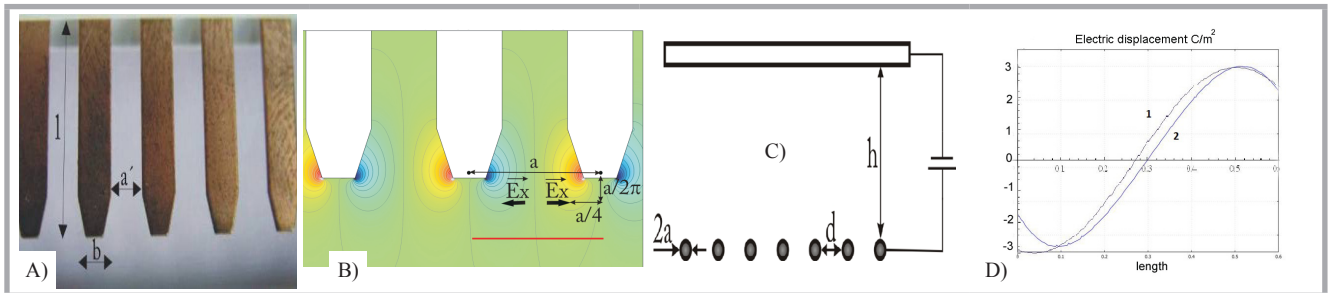 l
a´
b
A)
a
Ex
Ex
a/2π
a/4
B)
C)
h
2a
d
Electric displacement C/m²
3
2
1
0
-1
-2
-3
1
2
0 0.1 0.2 0.3 0.5 0.6
length
D)